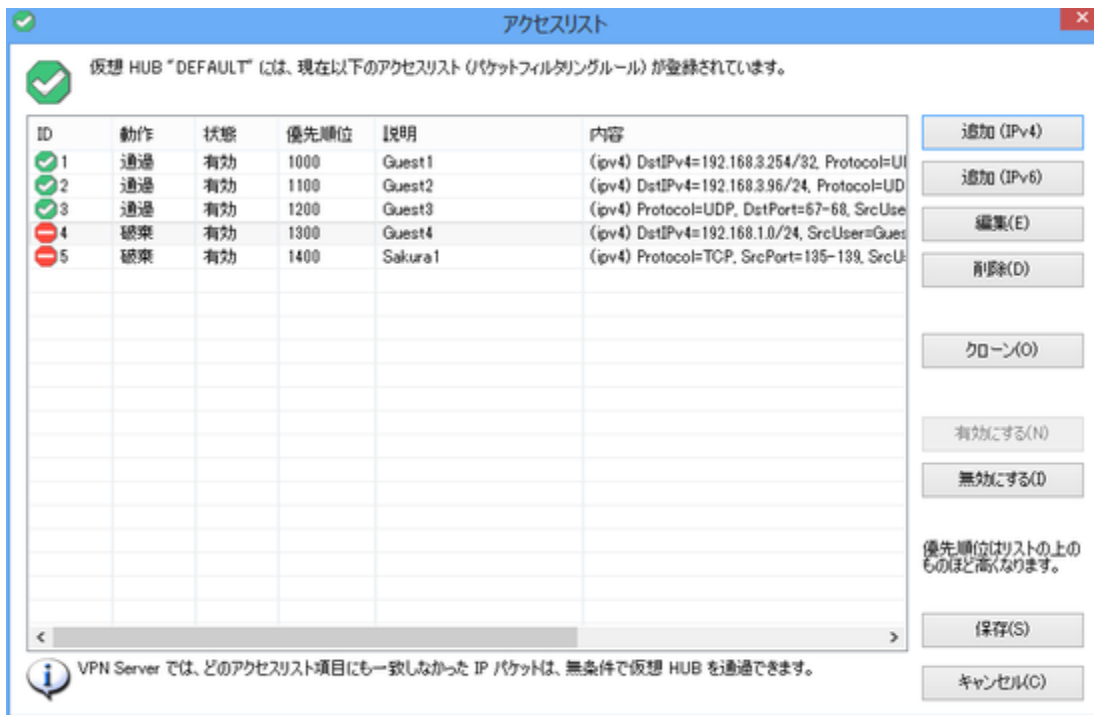 アクセスリスト
仮想 HUB "DEFAULT" には、現在以下のアクセスリスト (パケットフィルタリングルール) が登録されています。
ID 動作 状態 優先順位 説明 内容
1 通過 有効 1000 Guest1 (ipv4) DstIPv4=192.168.3.254/32, Protocol=UI
2 通過 有効 1100 Guest2 (ipv4) DstIPv4=192.168.3.96/24, Protocol=UD
3 通過 有効 1200 Guest3 (ipv4) Protocol=UDP, DstPort=67-68, SrcUse
4 破棄 有効 1300 Guest4 (ipv4) DstIPv4=192.168.1.0/24, SrcUser=Gues
5 破棄 有効 1400 Sakura1 (ipv4) Protocol=TCP, SrcPort=135-139, SrcU
追加 (IPv4)
追加 (IPv6)
編集(E)
削除(D)
クローン(O)
有効にする(N)
無効にする(I)
優先順位はリストの上の
ものほど高くなります。
保存(S)
キャンセル(C)
VPN Server では、どのアクセスリスト項目にも一致しなかった IP パケットは、無条件で仮想 HUB を通過できます。